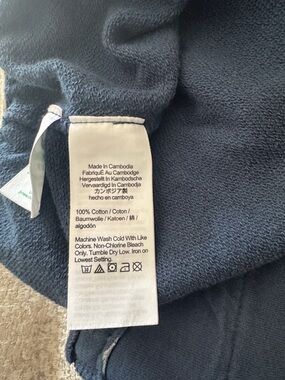 Made in Cambodia
FabriquÉ Au Cambodge
Hergestellt In Kambodscha
Vervaardigd In Cambodja
カンボジア製
hecho en camboya
100% Cotton / Coton /
Baumwolle / Katoen / 綿 /
algodón
Machine Wash Cold With Like
Colors. Non-Chlorine Bleach
Only. Tumble Dry Low. Iron on
Lowest Setting.